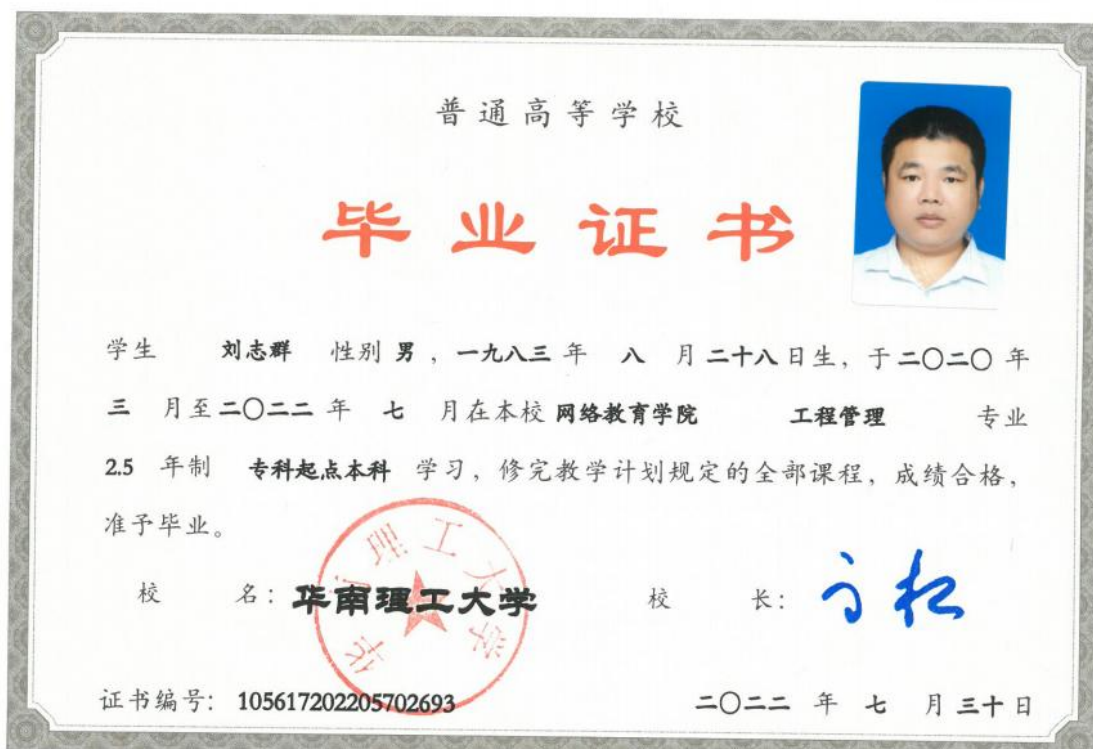 普通高等学校
毕业证书
学生 刘志群 性别 男，一九八三 年 八 月 二十八日生，于二〇二〇 年
三 月至二〇二二 年 七 月在本校 网络教育学院 工程管理 专业
2.5 年制 专科起点本科 学习，修完教学计划规定的全部课程，成绩合格，
准予毕业。
华南理工大学
校 名：华南理工大学 校 长：
证书编号：105617202205702693 二〇二二 年 七 月 三十 日